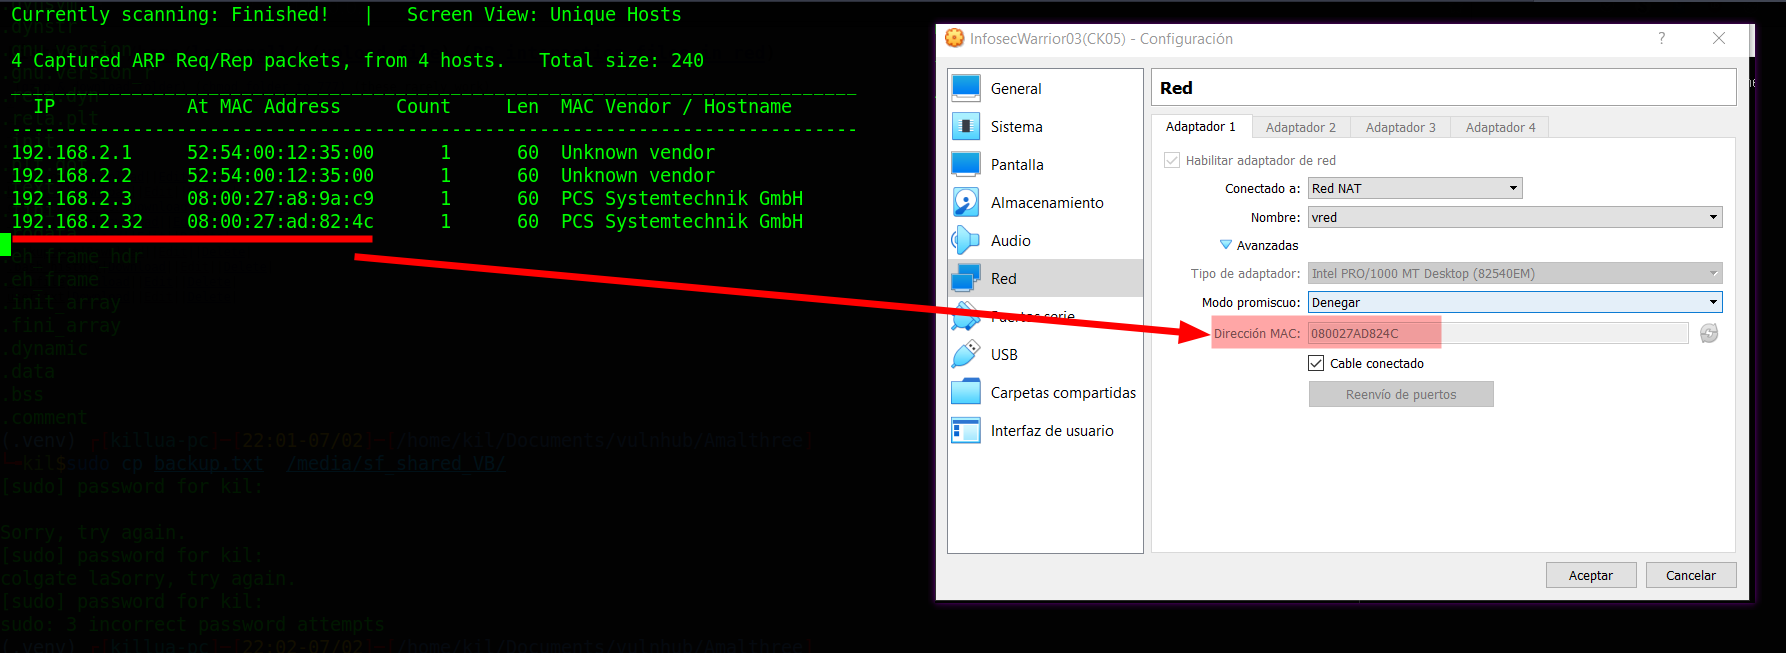 Currently scanning: Finished!   |   Screen View: Unique Hosts
4 Captured ARP Req/Rep packets, from 4 hosts.   Total size: 240
IP            At MAC Address     Count     Len  MAC Vendor / Hostname
192.168.2.1     52:54:00:12:35:00      1      60  Unknown vendor
192.168.2.2     52:54:00:12:35:00      1      60  Unknown vendor
192.168.2.3     08:00:27:a8:9a:c9      1      60  PCS Systemtechnik GmbH
192.168.2.32    08:00:27:ad:82:4c      1      60  PCS Systemtechnik GmbH
.eh_frame_hdr
.eh_frame
.init_array
.fini_array
.dynamic
.data
.bss
.comment
(.venv) killua-pc 22:01-07/02 /home/kil/Documents/vulnhub/Amalthree
kil$sudo cp backup.txt  /media/sf_shared_VB/
[sudo] password for kil:
Sorry, try again.
[sudo] password for kil:
colgate laSorry, try again.
[sudo] password for kil:
sudo: 3 incorrect password attempts
(.venv) killua-pc 22:02-07/02 /home/kil/Documents/vulnhub/Amalthree
InfosecWarrior03(CK05) - Configuración
?
General
Sistema
Pantalla
Almacenamiento
Audio
Red
Puertos serie
USB
Carpetas compartidas
Interfaz de usuario
Red
Adaptador 1
Adaptador 2
Adaptador 3
Adaptador 4
Habilitar adaptador de red
Conectado a: Red NAT
Nombre: vred
Avanzadas
Tipo de adaptador: Intel PRO/1000 MT Desktop (82540EM)
Modo promiscuo: Denegar
Dirección MAC: 080027AD824C
Cable conectado
Reenvío de puertos
Aceptar
Cancelar